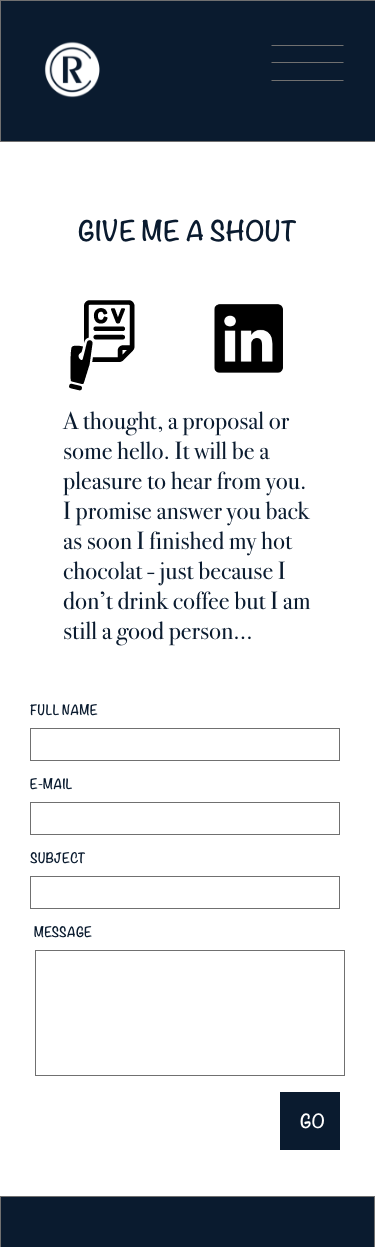 RC
GIVE ME A SHOUT
CV
in
A thought, a proposal or
some hello. It will be a
pleasure to hear from you.
I promise answer you back
as soon I finished my hot
chocolat - just because I
don't drink coffee but I am
still a good person...
FULL NAME
E-MAIL
SUBJECT
MESSAGE
GO